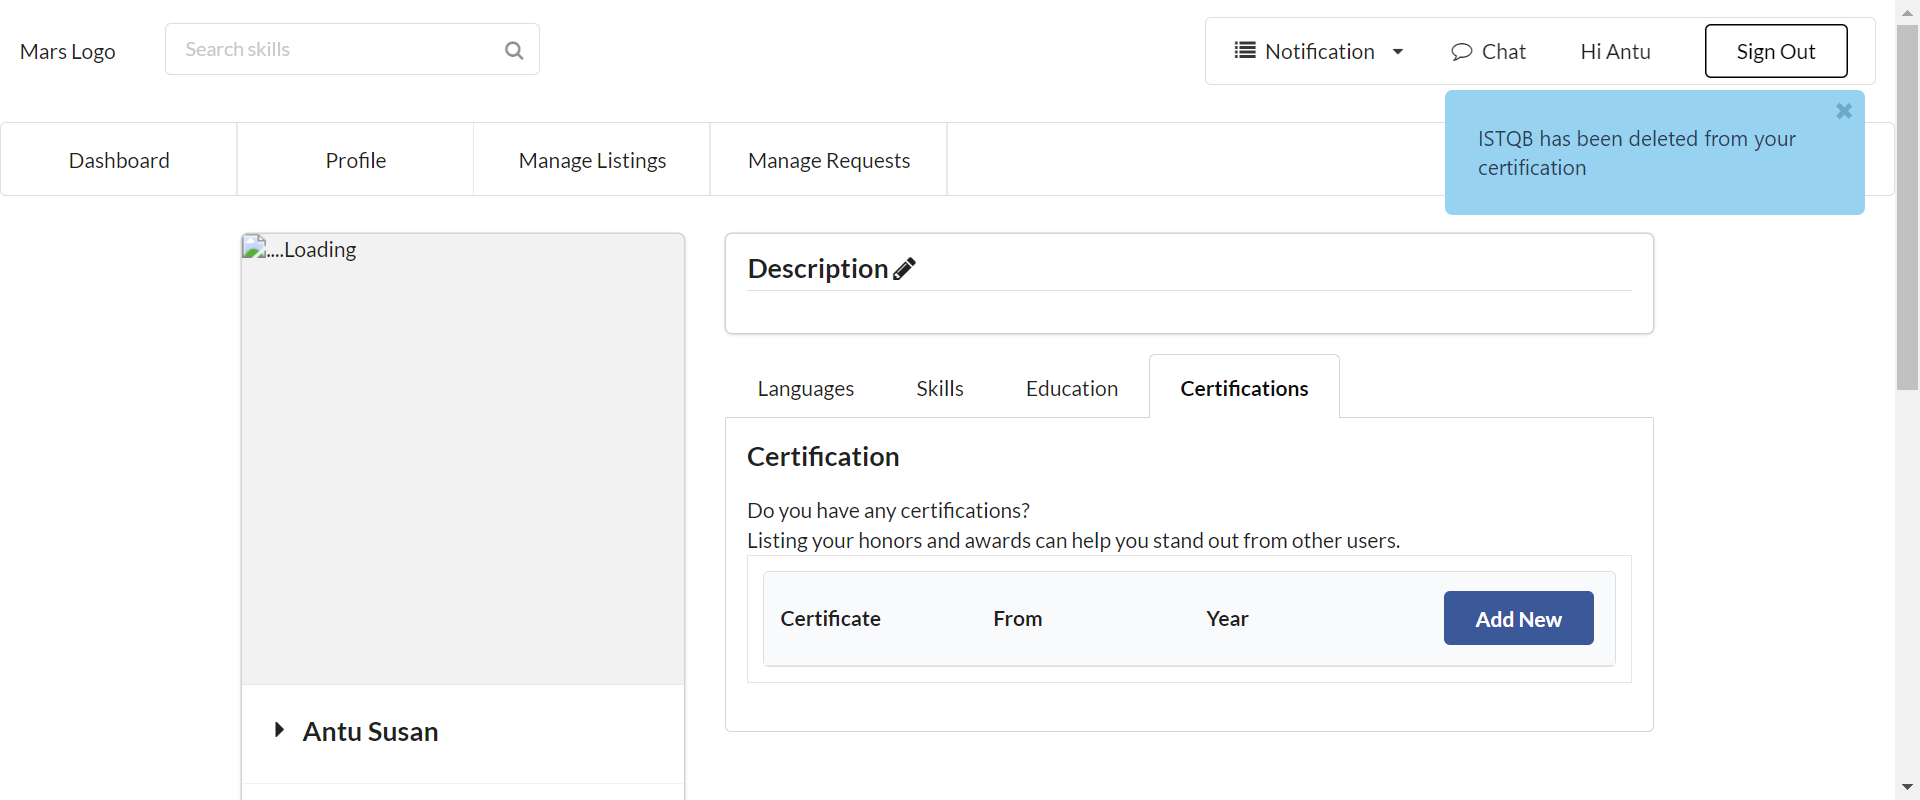 Mars Logo
Search skills
Notification
Chat
Hi Antu
Sign Out
ISTQB has been deleted from your
certification
Dashboard
Profile
Manage Listings
Manage Requests
....Loading
Antu Susan
Description
Languages
Skills
Education
Certifications
Certification
Do you have any certifications?
Listing your honors and awards can help you stand out from other users.
Certificate
From
Year
Add New